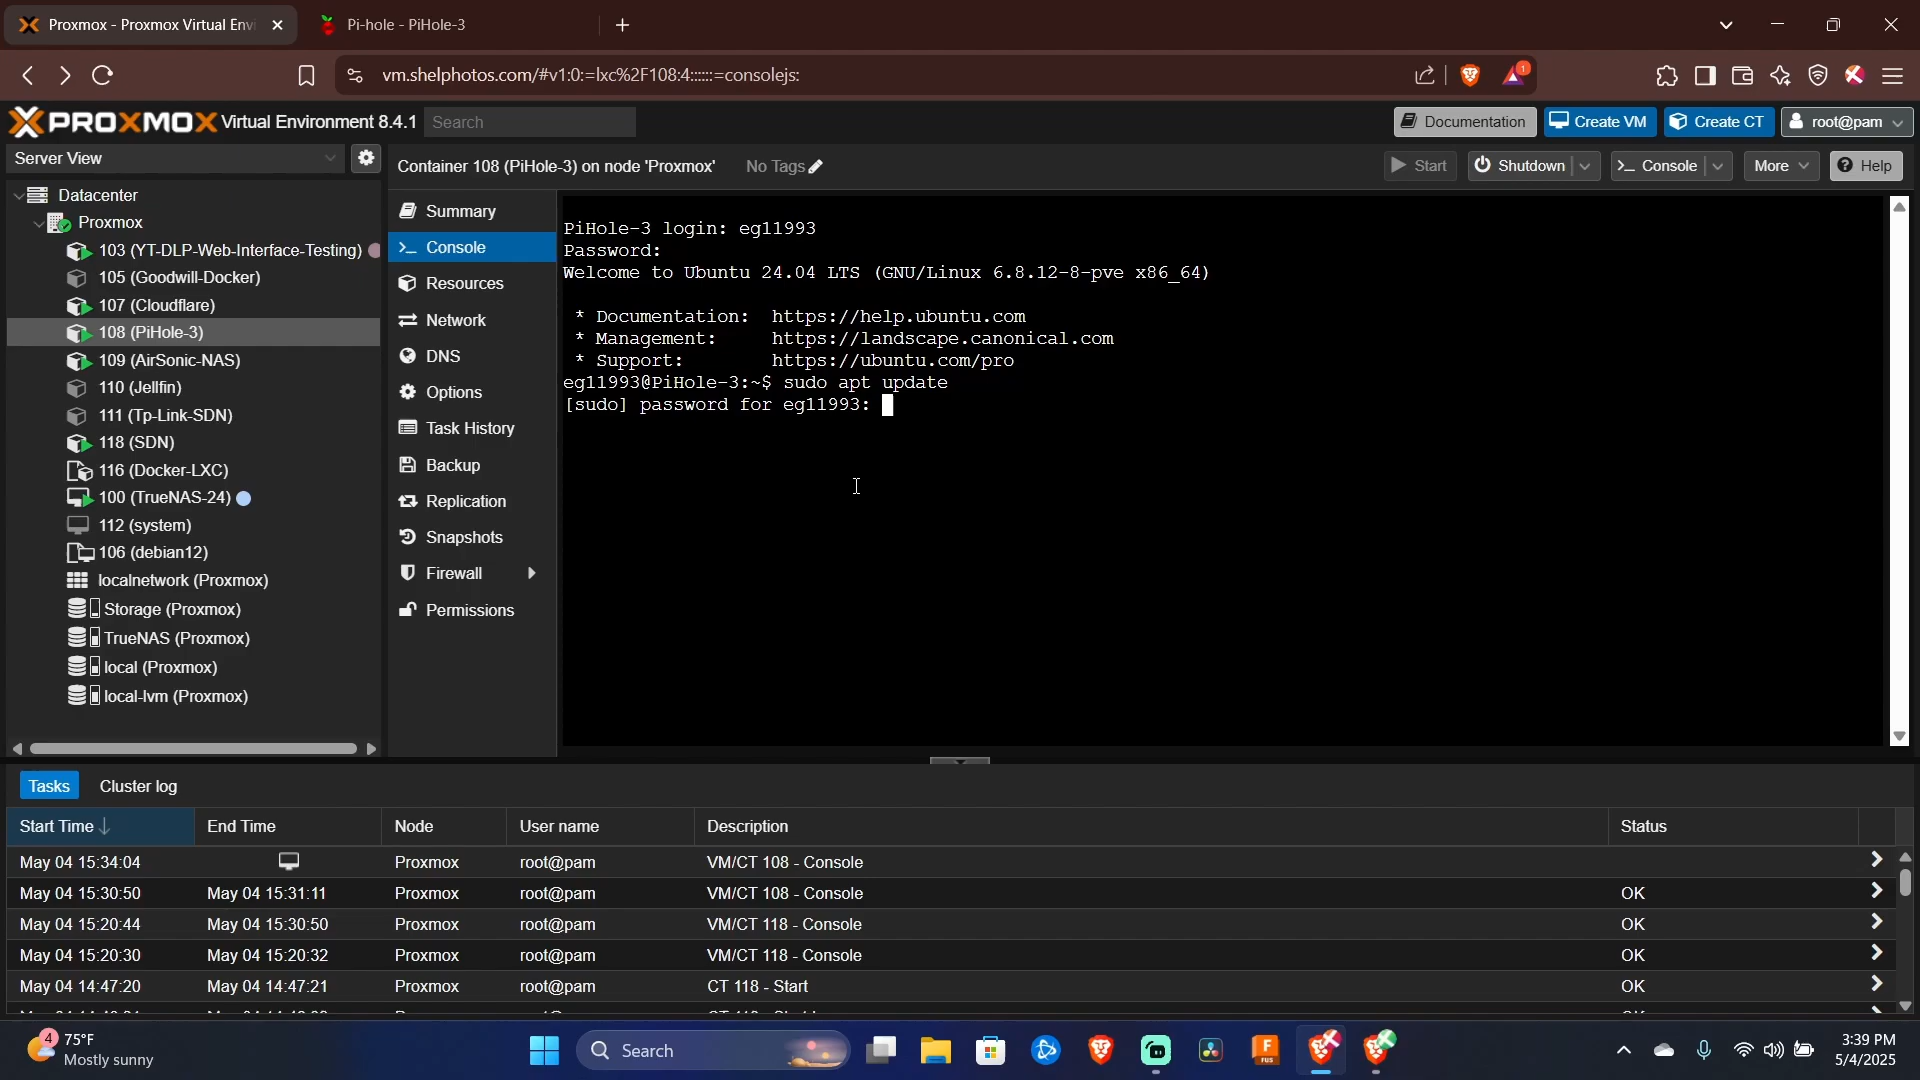 Proxmox - Proxmox Virtual Envi
Pi-hole - PiHole-3
vm.shelphotos.com/#v1:0:=lxc%2F108:4::::::=consolejs:
1
PROXMOX Virtual Environment 8.4.1
Search
Documentation
Create VM
Create CT
root@pam
Server View
Container 108 (PiHole-3) on node 'Proxmox'
No Tags
Start
Shutdown
Console
More
Help
Datacenter
Proxmox
103 (YT-DLP-Web-Interface-Testing)
105 (Goodwill-Docker)
107 (Cloudflare)
108 (PiHole-3)
109 (AirSonic-NAS)
110 (Jellfin)
111 (Tp-Link-SDN)
118 (SDN)
116 (Docker-LXC)
100 (TrueNAS-24)
112 (system)
106 (debian12)
localnetwork (Proxmox)
Storage (Proxmox)
TrueNAS (Proxmox)
local (Proxmox)
local-lvm (Proxmox)
Summary
Console
Resources
Network
DNS
Options
Task History
Backup
Replication
Snapshots
Firewall
Permissions
PiHole-3 login: eg11993
Password:
Welcome to Ubuntu 24.04 LTS (GNU/Linux 6.8.12-8-pve x86_64)
* Documentation: https://help.ubuntu.com
* Management: https://landscape.canonical.com
* Support: https://ubuntu.com/pro
eg11993@PiHole-3:~$ sudo apt update
[sudo] password for eg11993:
Tasks
Cluster log
Start Time End Time Node User name Description Status
May 04 15:34:04 Proxmox root@pam VM/CT 108 - Console
May 04 15:30:50 May 04 15:31:11 Proxmox root@pam VM/CT 108 - Console OK
May 04 15:20:44 May 04 15:30:50 Proxmox root@pam VM/CT 118 - Console OK
May 04 15:20:30 May 04 15:20:32 Proxmox root@pam VM/CT 118 - Console OK
May 04 14:47:20 May 04 14:47:21 Proxmox root@pam CT 118 - Start OK
4
75°F
Mostly sunny
Search
F
FUS
3:39 PM
5/4/2025